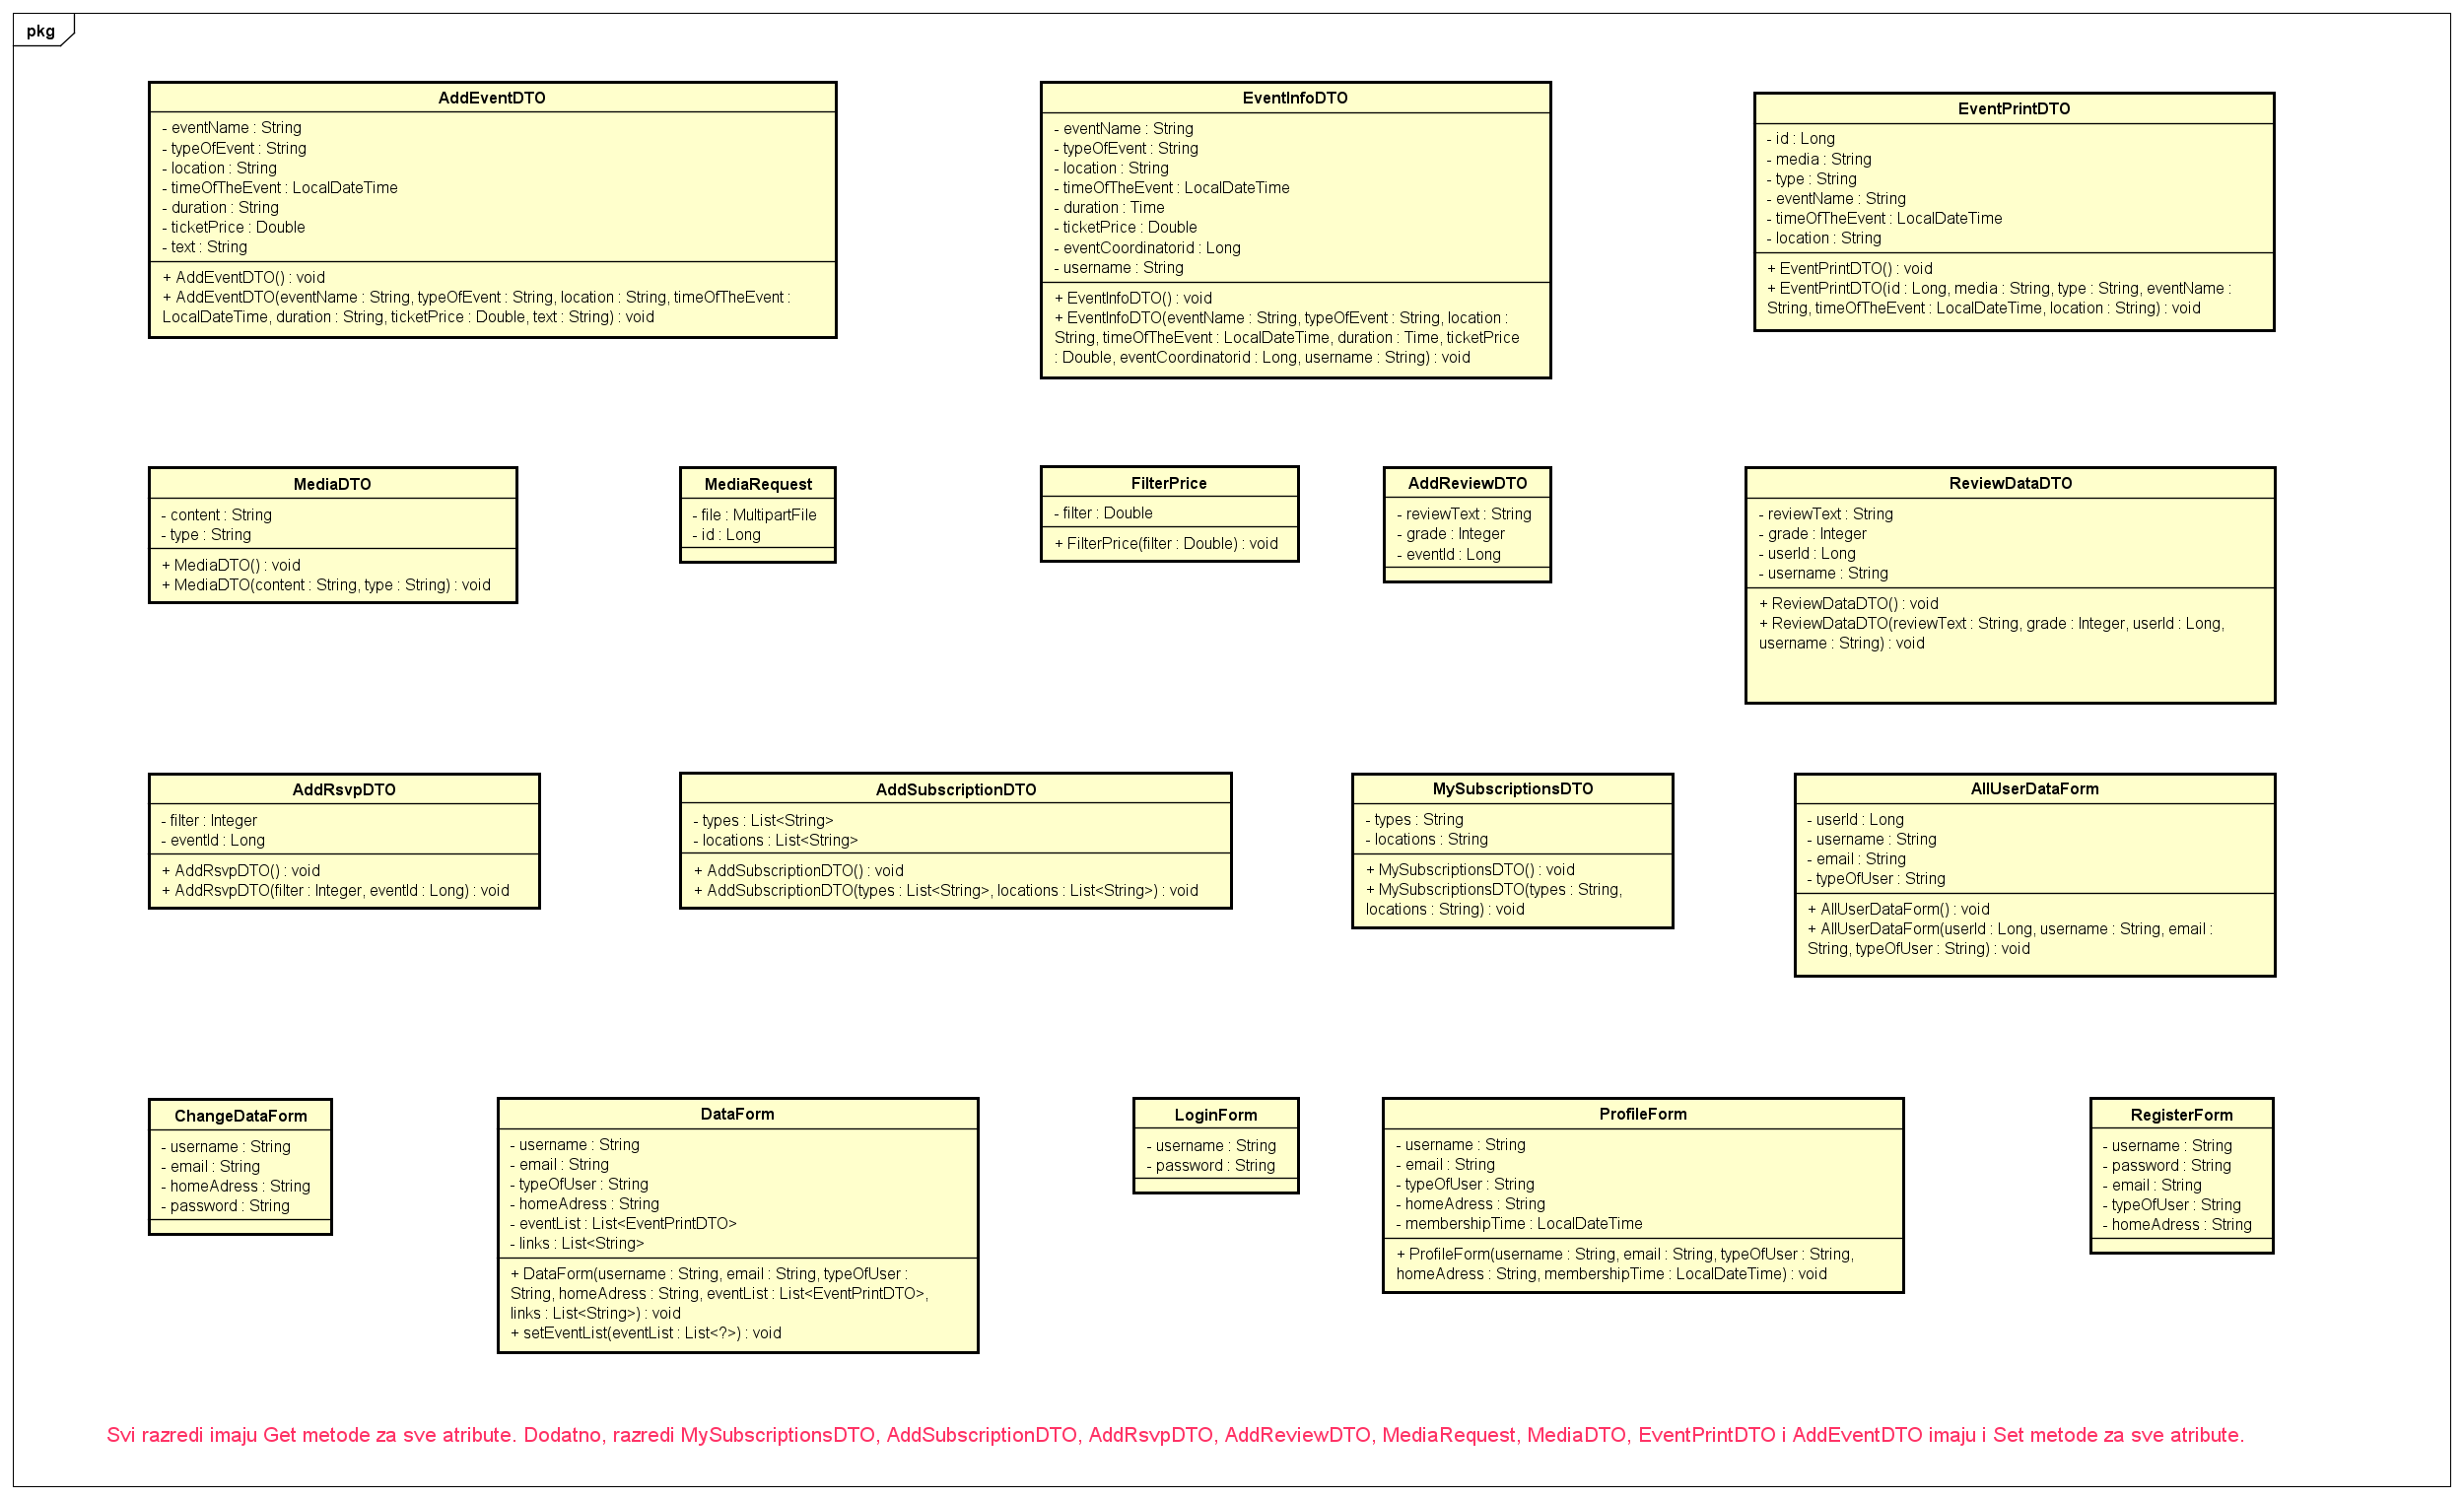 pkg
AddEventDTO
- eventName : String
- typeOfEvent : String
- location : String
- timeOfTheEvent : LocalDateTime
- duration : String
- ticketPrice : Double
- text : String
+ AddEventDTO() : void
+ AddEventDTO(eventName : String, typeOfEvent : String, location : String, timeOfTheEvent :
LocalDateTime, duration : String, ticketPrice : Double, text : String) : void
EventInfoDTO
- eventName : String
- typeOfEvent : String
- location : String
- timeOfTheEvent : LocalDateTime
- duration : Time
- ticketPrice : Double
- eventCoordinatorid : Long
- username : String
+ EventInfoDTO() : void
+ EventInfoDTO(eventName : String, typeOfEvent : String, location :
String, timeOfTheEvent : LocalDateTime, duration : Time, ticketPrice
: Double, eventCoordinatorid : Long, username : String) : void
EventPrintDTO
- id : Long
- media : String
- type : String
- eventName : String
- timeOfTheEvent : LocalDateTime
- location : String
+ EventPrintDTO() : void
+ EventPrintDTO(id : Long, media : String, type : String, eventName :
String, timeOfTheEvent : LocalDateTime, location : String) : void
MediaDTO
- content : String
- type : String
+ MediaDTO() : void
+ MediaDTO(content : String, type : String) : void
MediaRequest
- file : MultipartFile
- id : Long
FilterPrice
- filter : Double
+ FilterPrice(filter : Double) : void
AddReviewDTO
- reviewText : String
- grade : Integer
- eventId : Long
ReviewDataDTO
- reviewText : String
- grade : Integer
- userId : Long
- username : String
+ ReviewDataDTO() : void
+ ReviewDataDTO(reviewText : String, grade : Integer, userId : Long,
username : String) : void
AddRsvpDTO
- filter : Integer
- eventId : Long
+ AddRsvpDTO() : void
+ AddRsvpDTO(filter : Integer, eventId : Long) : void
AddSubscriptionDTO
- types : List<String>
- locations : List<String>
+ AddSubscriptionDTO() : void
+ AddSubscriptionDTO(types : List<String>, locations : List<String>) : void
MySubscriptionsDTO
- types : String
- locations : String
+ MySubscriptionsDTO() : void
+ MySubscriptionsDTO(types : String,
locations : String) : void
AllUserDataForm
- userId : Long
- username : String
- email : String
- typeOfUser : String
+ AllUserDataForm() : void
+ AllUserDataForm(userId : Long, username : String, email :
String, typeOfUser : String) : void
ChangeDataForm
- username : String
- email : String
- homeAdress : String
- password : String
DataForm
- username : String
- email : String
- typeOfUser : String
- homeAdress : String
- eventList : List<EventPrintDTO>
- links : List<String>
+ DataForm(username : String, email : String, typeOfUser :
String, homeAdress : String, eventList : List<EventPrintDTO>,
links : List<String>) : void
+ setEventList(eventList : List<?>) : void
LoginForm
- username : String
- password : String
ProfileForm
- username : String
- email : String
- typeOfUser : String
- homeAdress : String
- membershipTime : LocalDateTime
+ ProfileForm(username : String, email : String, typeOfUser : String,
homeAdress : String, membershipTime : LocalDateTime) : void
RegisterForm
- username : String
- password : String
- email : String
- typeOfUser : String
- homeAdress : String
Svi razredi imaju Get metode za sve atribute. Dodatno, razredi MySubscriptionsDTO, AddSubscriptionDTO, AddRsvpDTO, AddReviewDTO, MediaRequest, MediaDTO, EventPrintDTO i AddEventDTO imaju i Set metode za sve atribute.